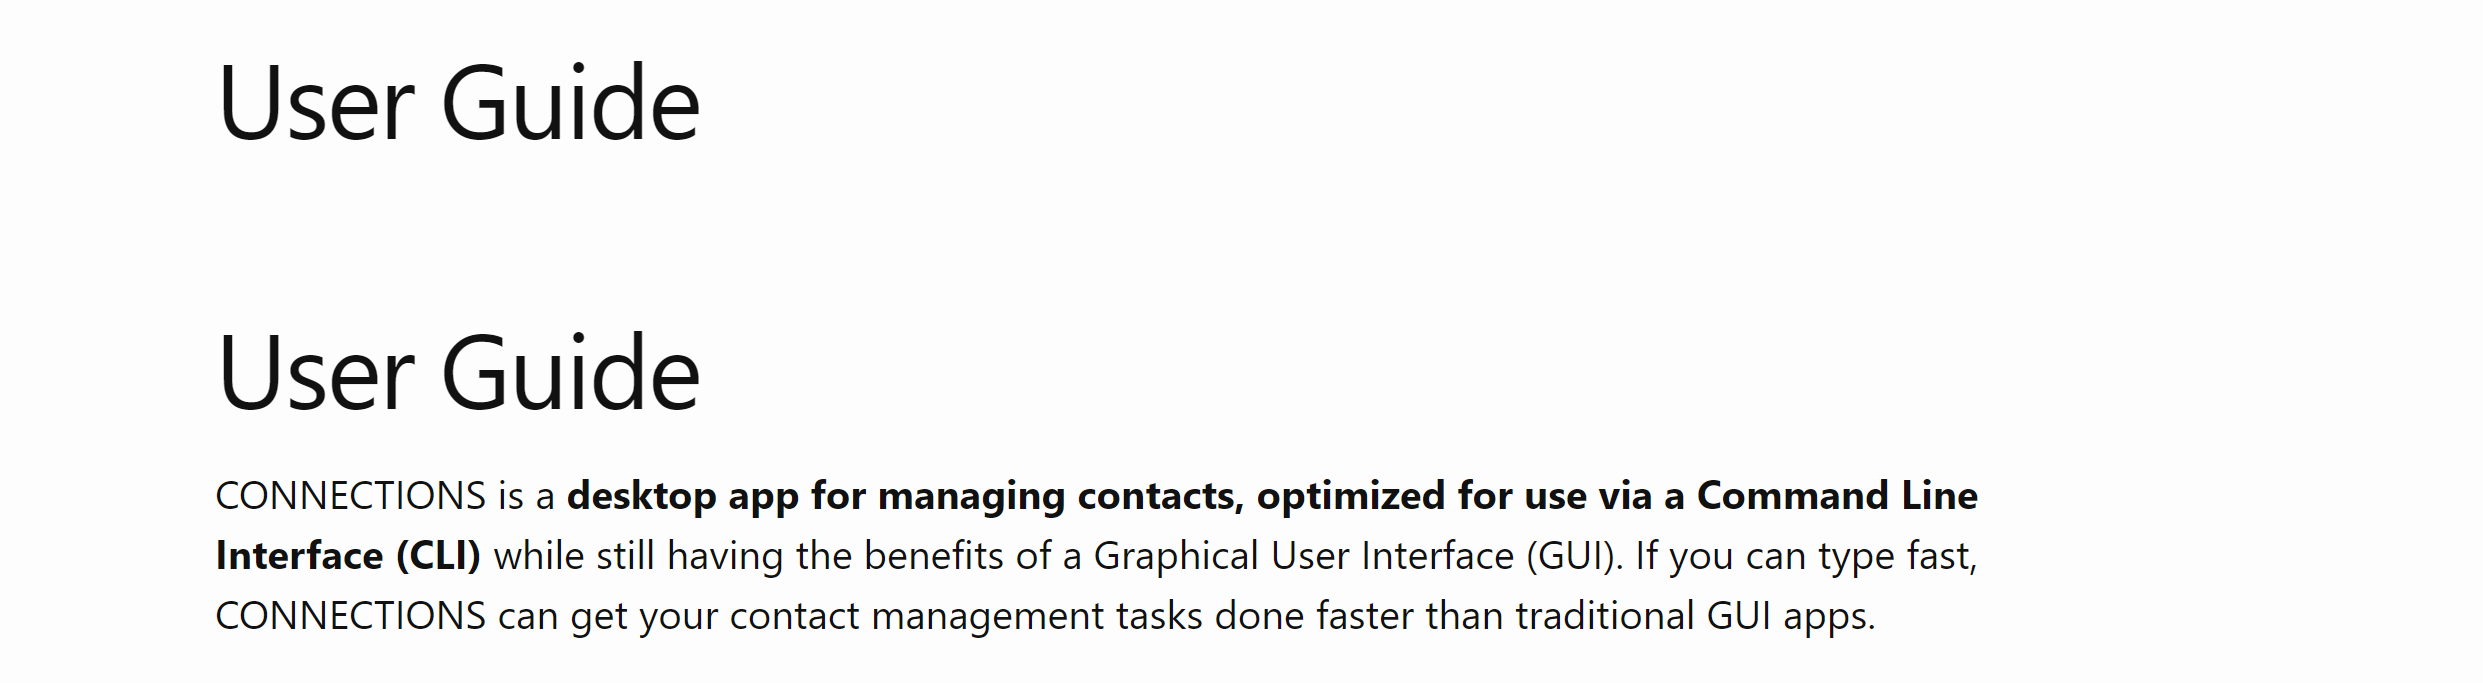 User Guide
User Guide
CONNECTIONS is a desktop app for managing contacts, optimized for use via a Command Line
Interface (CLI) while still having the benefits of a Graphical User Interface (GUI). If you can type fast,
CONNECTIONS can get your contact management tasks done faster than traditional GUI apps.